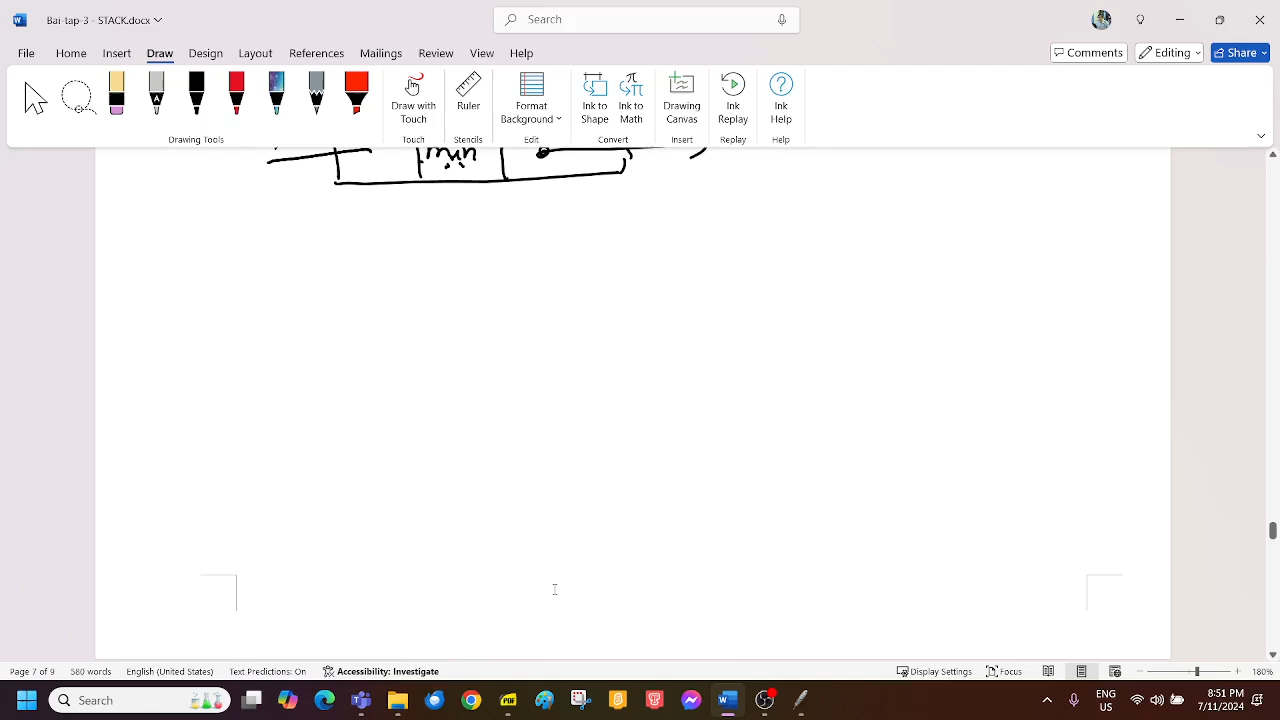 Bai-tap-3 - STACK.docx
Search
File Home Insert Draw Design Layout References Mailings Review View Help
Comments Editing Share
Draw with Touch
Ruler
Format Background
Ink to Shape
Ink to Math
Drawing Canvas
Ink Replay
Ink Help
Drawing Tools Touch Stencils Edit Convert Insert Replay Help
min
Page 7 of 9 580 words English (United States) Text Predictions: On Accessibility: Investigate Display Settings Focus 180%
Search
PDF
ENG
US
8:51 PM
7/11/2024